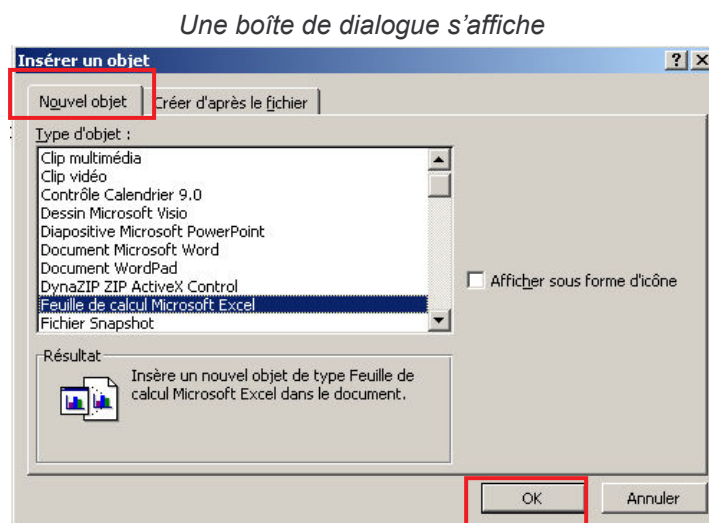 Une boîte de dialogue s’affiche
Insérer un objet
? X
Nouvel objet
Créer d'après le fichier
Type d'objet :
Clip multimédia
Clip vidéo
Contrôle Calendrier 9.0
Dessin Microsoft Visio
Diapositive Microsoft PowerPoint
Document Microsoft Word
Document WordPad
DynaZIP ZIP ActiveX Control
Feuille de calcul Microsoft Excel
Fichier Snapshot
Afficher sous forme d'icône
Résultat
Insère un nouvel objet de type Feuille de
calcul Microsoft Excel dans le document.
OK
Annuler